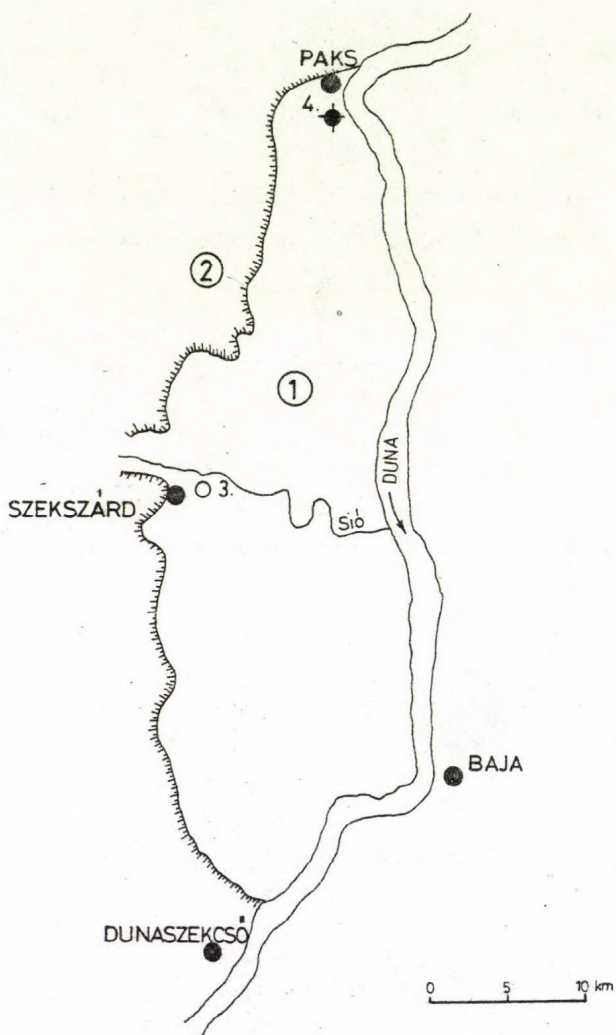 PAKS
4.
2
1
DUNA
SZEKSZÁRD
3.
Sió
BAJA
DUNASZEKCSŐ
0 5 10 km